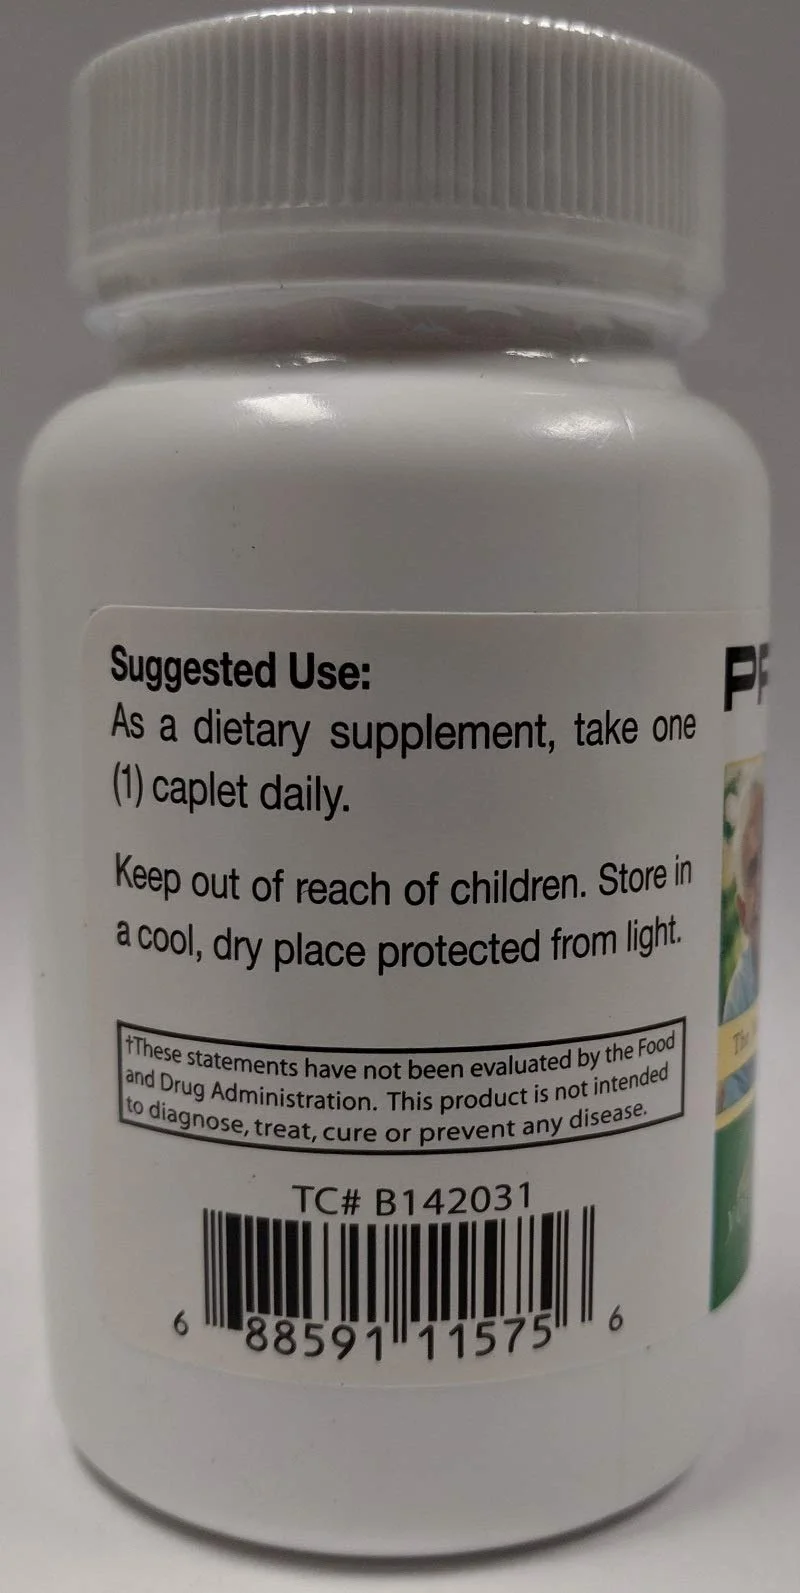 Suggested Use:
As a dietary supplement, take one
(1) caplet daily.
Keep out of reach of children. Store in
a cool, dry place protected from light.
†These statements have not been evaluated by the Food
and Drug Administration. This product is not intended
to diagnose, treat, cure or prevent any disease.
TC# B142031
6 88591 11575 6